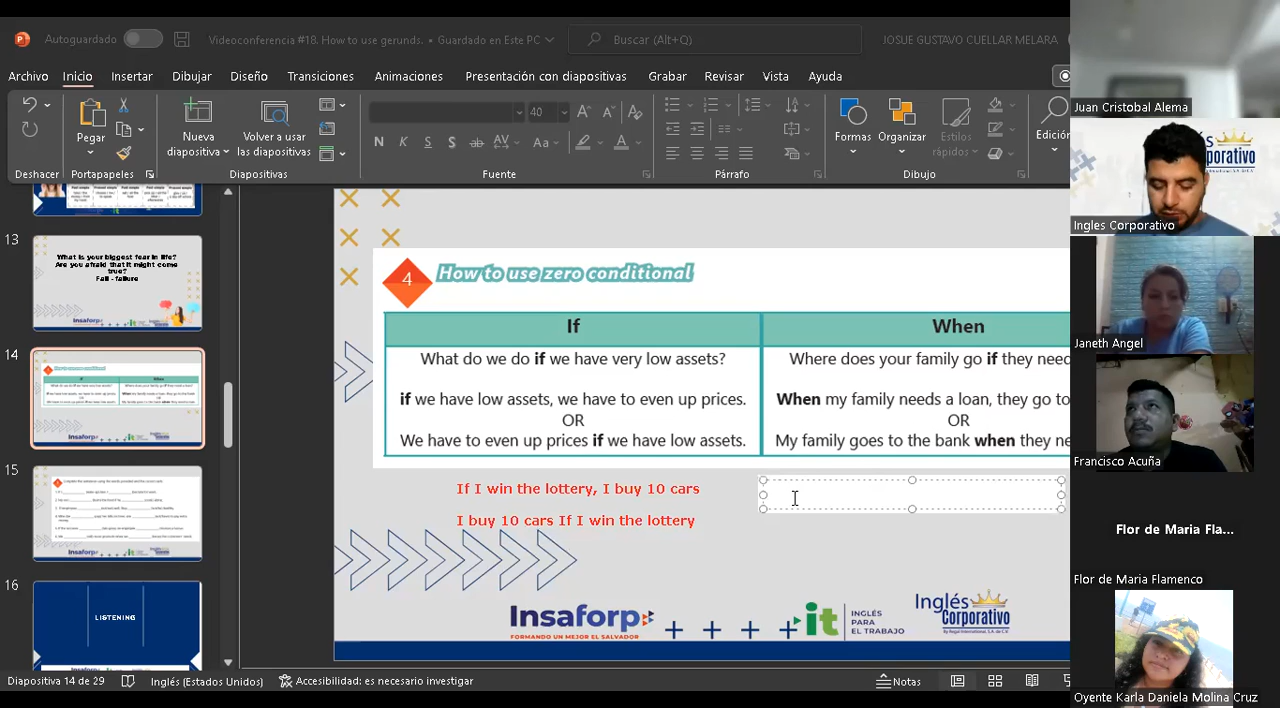 Autoguardado
Videoconferencia #18. How to use gerunds. • Guardado en Este PC
Buscar (Alt+Q)
JOSUE GUSTAVO CUELLAR MELARA
Archivo Inicio Insertar Dibujar Diseño Transiciones Animaciones Presentación con diapositivas Grabar Revisar Vista Ayuda
Pegar
Nueva diapositiva
Volver a usar las diapositivas
40
N K S S ab AV Aa A
Formas Organizar Estilos rápidos Edición
Deshacer Portapapeles Diapositivas Fuente Párrafo Dibujo
13
What is your biggest fear in life?
Are you afraid that it might come
true?
Fail - failure
14
15
16
LISTENING
4
How to use zero conditional
If
When
What do we do if we have very low assets?
Where does your family go if they need
if we have low assets, we have to even up prices.
OR
We have to even up prices if we have low assets.
When my family needs a loan, they go to
OR
My family goes to the bank when they ne
If I win the lottery, I buy 10 cars
I buy 10 cars If I win the lottery
Insaforp
FORMANDO UN MEJOR EL SALVADOR
it
INGLÉS
PARA
EL TRABAJO
Inglés
Corporativo
By Regal International, S.A. de C.V.
Diapositiva 14 de 29
Inglés (Estados Unidos)
Accesibilidad: es necesario investigar
Notas
Juan Cristobal Alema
Ingles Corporativo
Janeth Angel
Francisco Acuña
Flor de Maria Fla...
Flor de Maria Flamenco
Oyente Karla Daniela Molina Cruz